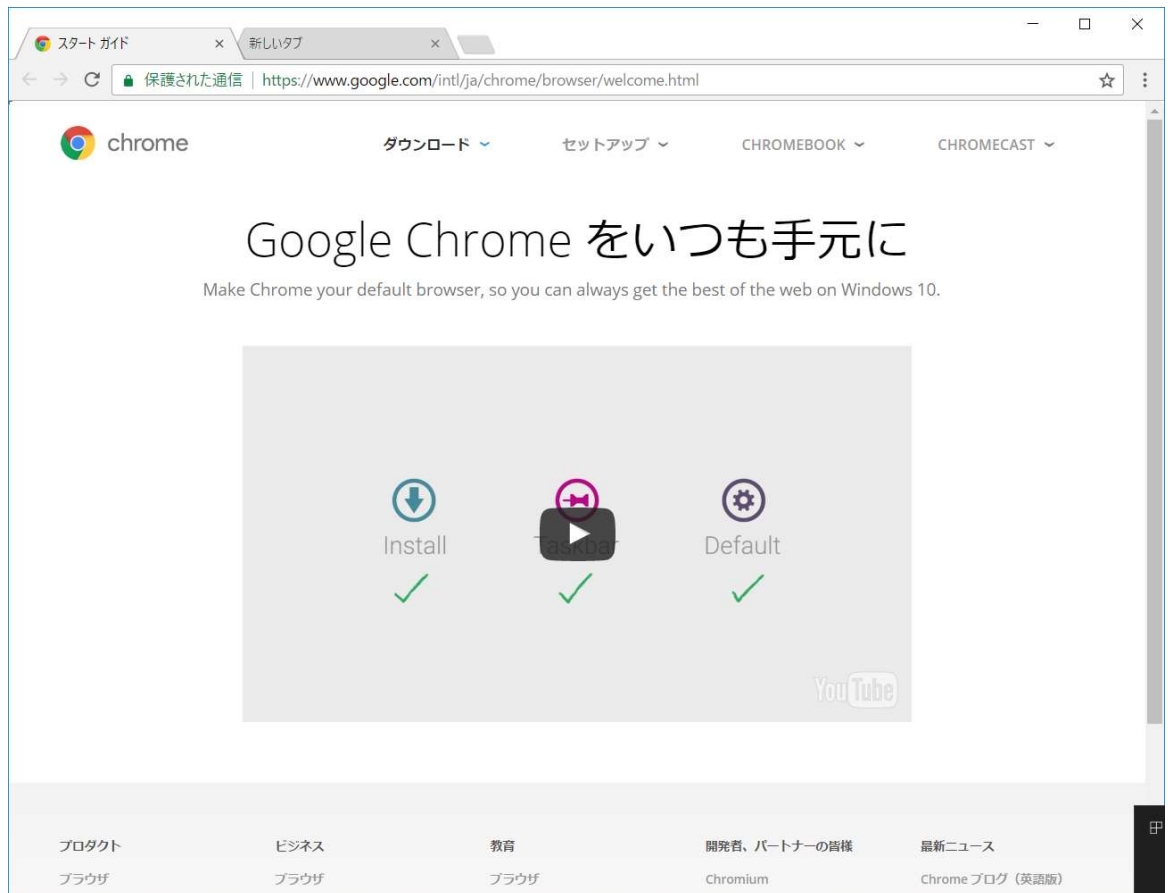 スタート ガイド
新しいタブ
保護された通信 | https://www.google.com/intl/ja/chrome/browser/welcome.html
chrome ダウンロード セットアップ CHROMEBOOK CHROMECAST
Google Chrome をいつも手元に
Make Chrome your default browser, so you can always get the best of the web on Windows 10.
Install Taskbar Default
YouTube
プロダクト ビジネス 教育 開発者、パートナーの皆様 最新ニュース
ブラウザ ブラウザ ブラウザ Chromium Chrome ブログ（英語版）